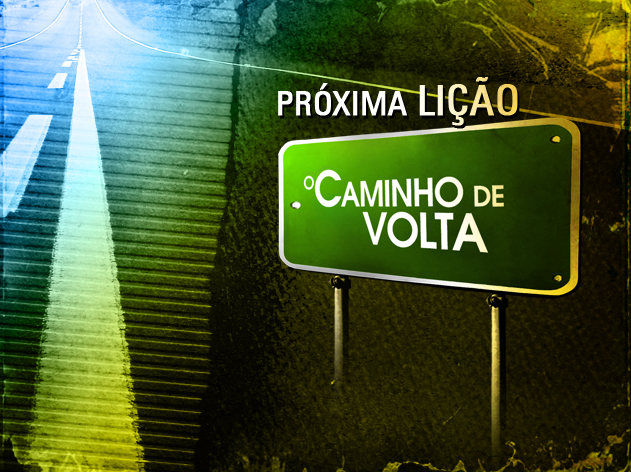 PRÓXIMA LIÇÃO
O CAMINHO DE
VOLTA